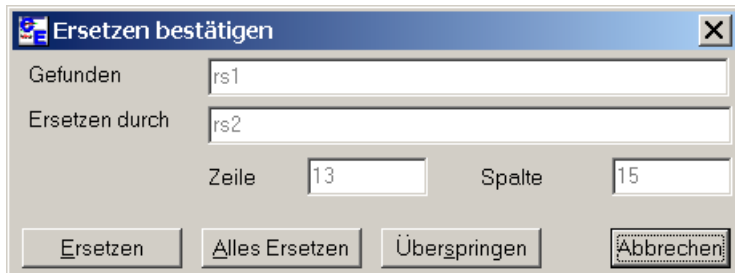 Ersetzen bestätigen
Gefunden rs1
Ersetzen durch rs2
Zeile 13 Spalte 15
Ersetzen Alles Ersetzen Überspringen Abbrechen